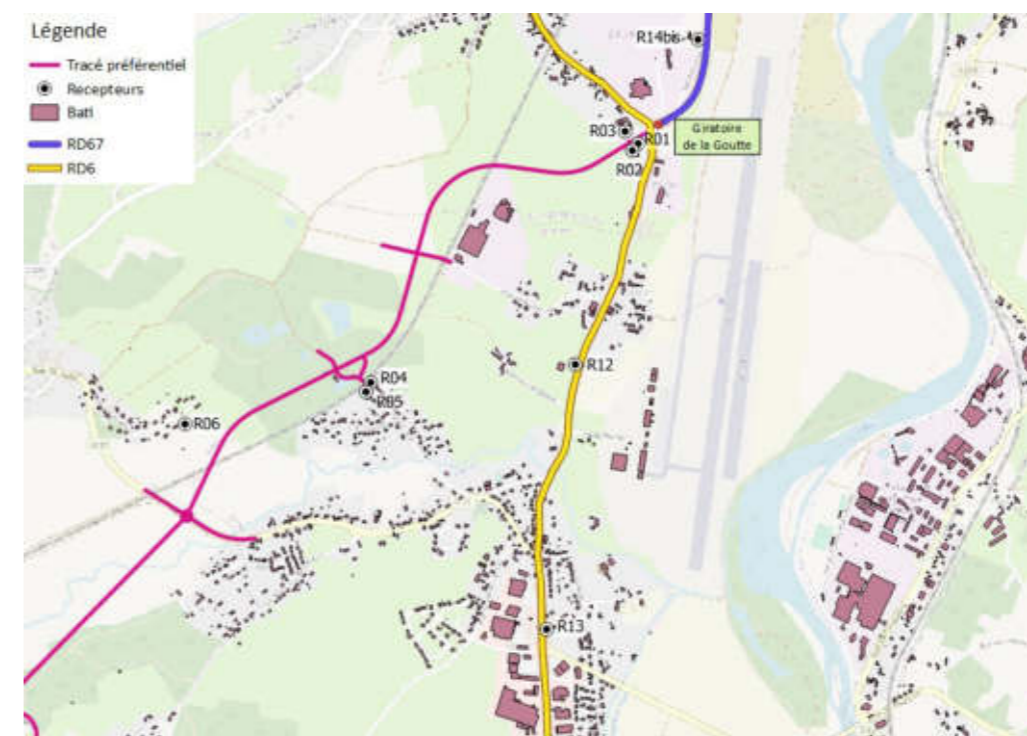 Légende
Tracé préférentiel
Recepteurs
Bati
RD67
RD6
R14bis
R03
R01
R02
Giratoire
de la Goutte
R04
R05
R06
R12
R13